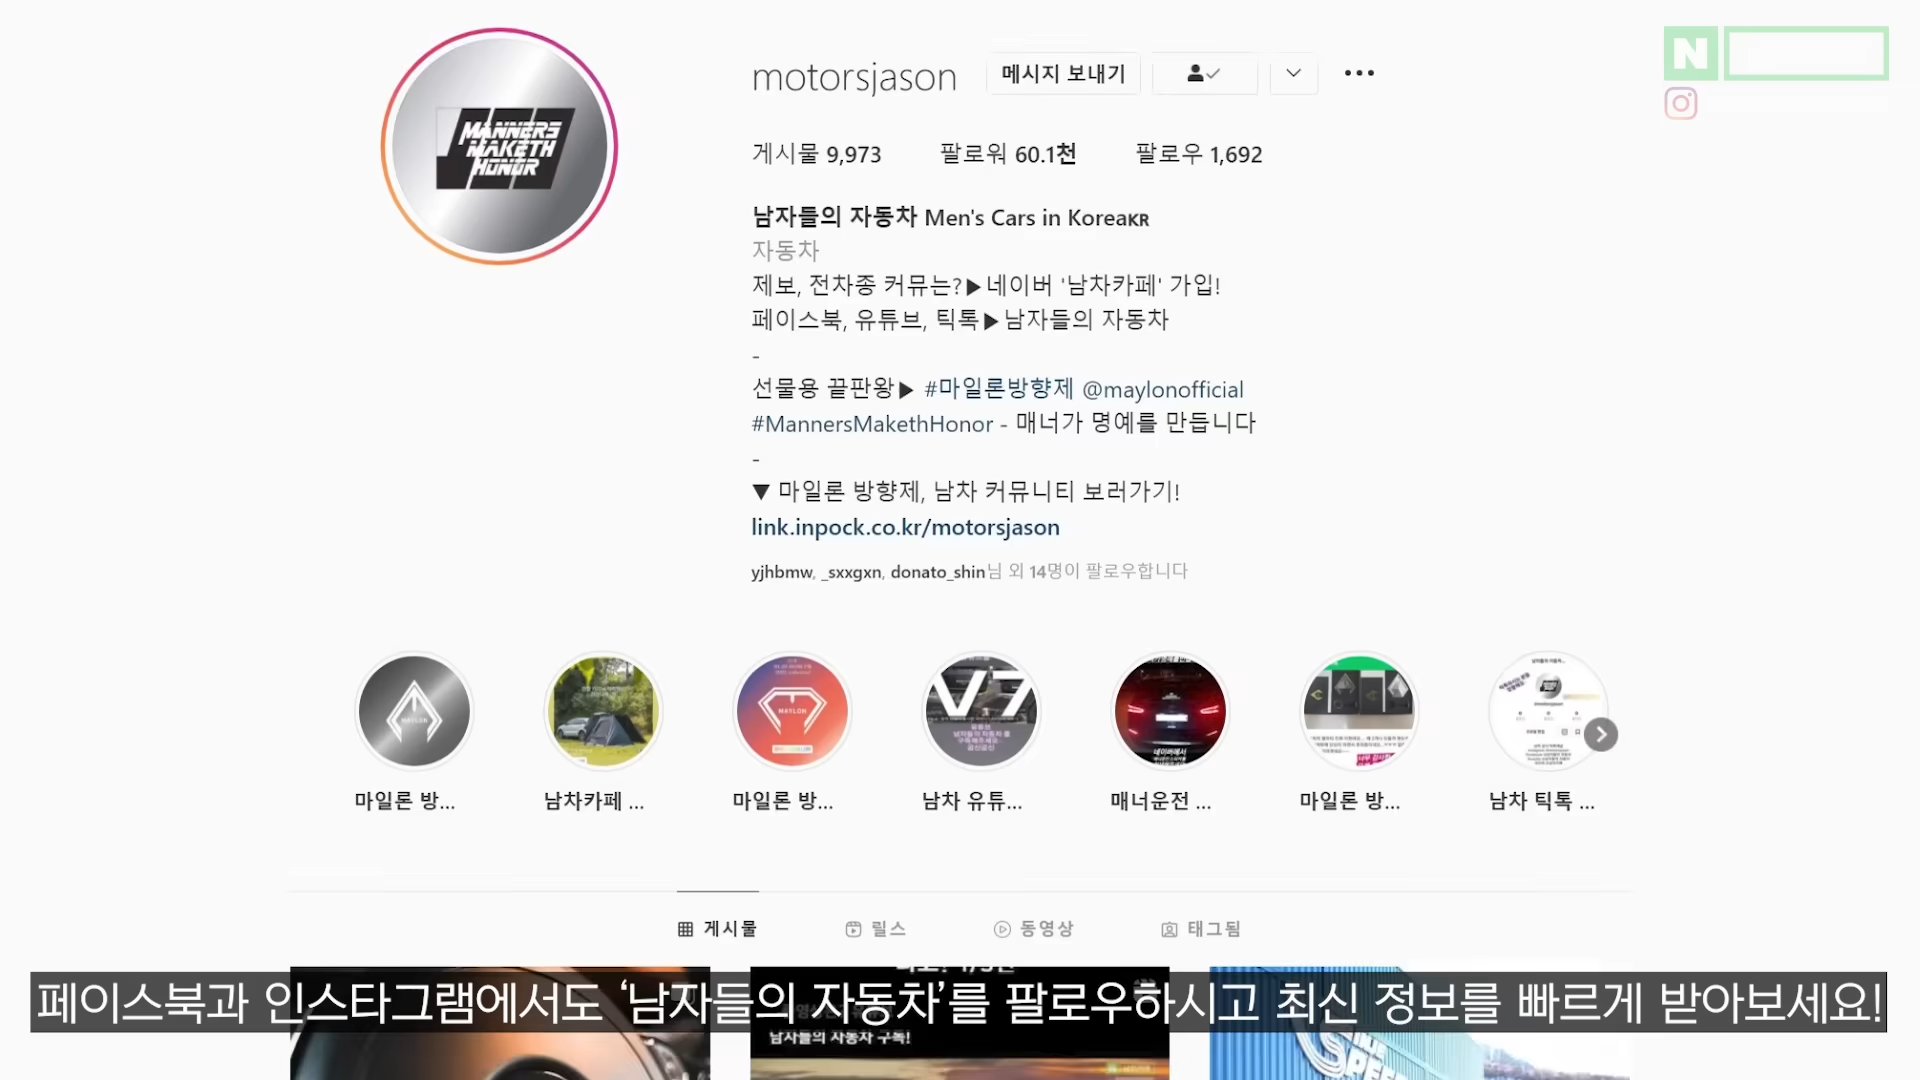 N
motorsjason
메시지 보내기
MANNERS
MAKETH
HONOR
게시물 9,973 팔로워 60.1천 팔로우 1,692
남자들의 자동차 Men's Cars in KoreaKR
자동차
제보, 전차종 커뮤는?▶네이버 '남차카페' 가입!
페이스북, 유튜브, 틱톡▶남자들의 자동차
-
선물용 끝판왕▶ #마일론방향제 @maylonofficial
#MannersMakethHonor - 매너가 명예를 만듭니다
-
▼ 마일론 방향제, 남차 커뮤니티 보러가기!
link.inpock.co.kr/motorsjason
yjhbmw, _sxxgxn, donato_shin님 외 14명이 팔로우합니다
MAYLON
MAYLON
V7
마일론 방... 남차카페 ... 마일론 방... 남차 유튜... 매너운전 ... 마일론 방... 남차 틱톡 ...
게시물 릴스 동영상 태그됨
페이스북과 인스타그램에서도 ‘남자들의 자동차’를 팔로우하시고 최신 정보를 빠르게 받아보세요!
남자들의 자동차 구독!